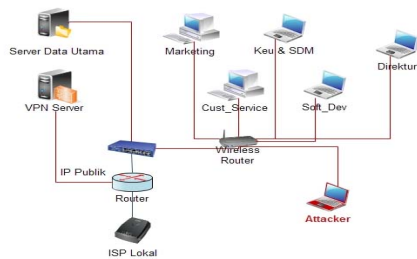 Server Data Utama
Marketing
Keu & SDM
Direktur
VPN Server
Cust_Service
Soft_Dev
Wireless
Router
IP Publik
Router
Attacker
ISP Lokal